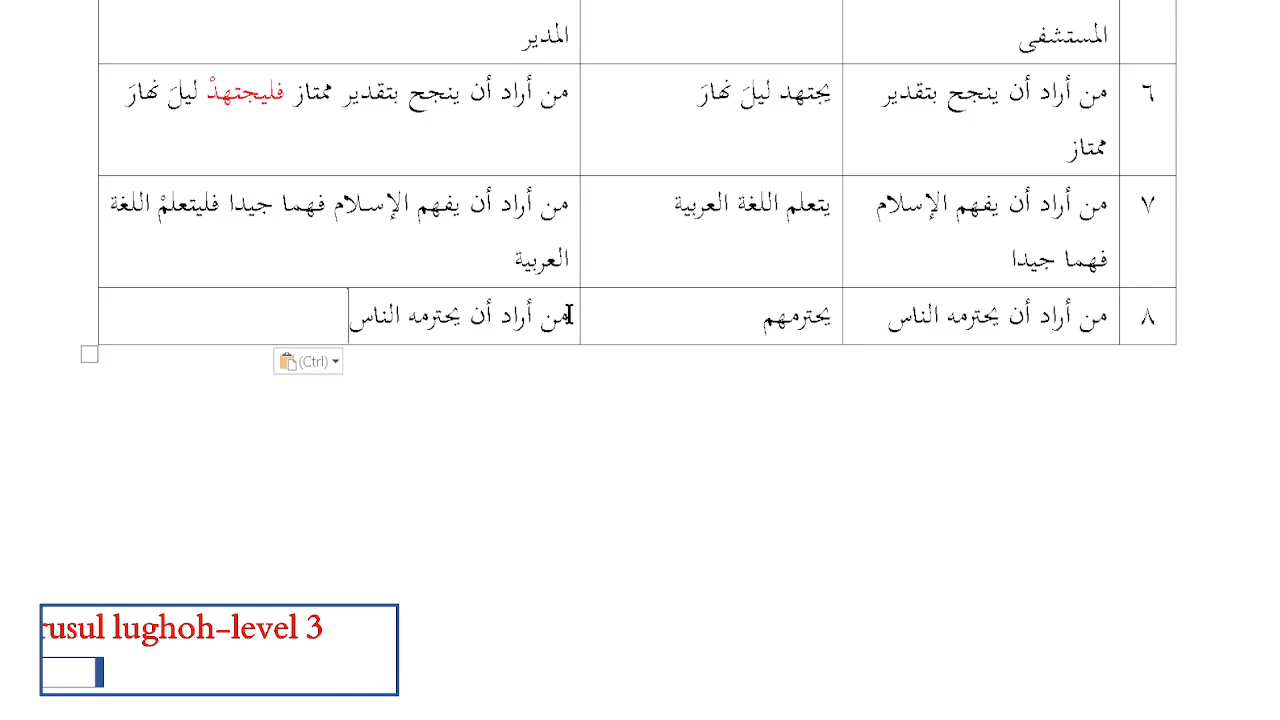 المستشفى
المدير
٦
من أراد أن ينجح بتقدير
ممتاز
يجتهد ليلَ نهارَ
من أراد أن ينجح بتقدير ممتاز فليجتهدْ ليلَ نهارَ
٧
من أراد أن يفهم الإسلام
فهما جيدا
يتعلم اللغة العربية
من أراد أن يفهم الإسلام فهما جيدا فليتعلمْ اللغة
العربية
٨
من أراد أن يحترمه الناس
يحترمهم
من أراد أن يحترمه الناس
(Ctrl)
rusul lughoh-level 3